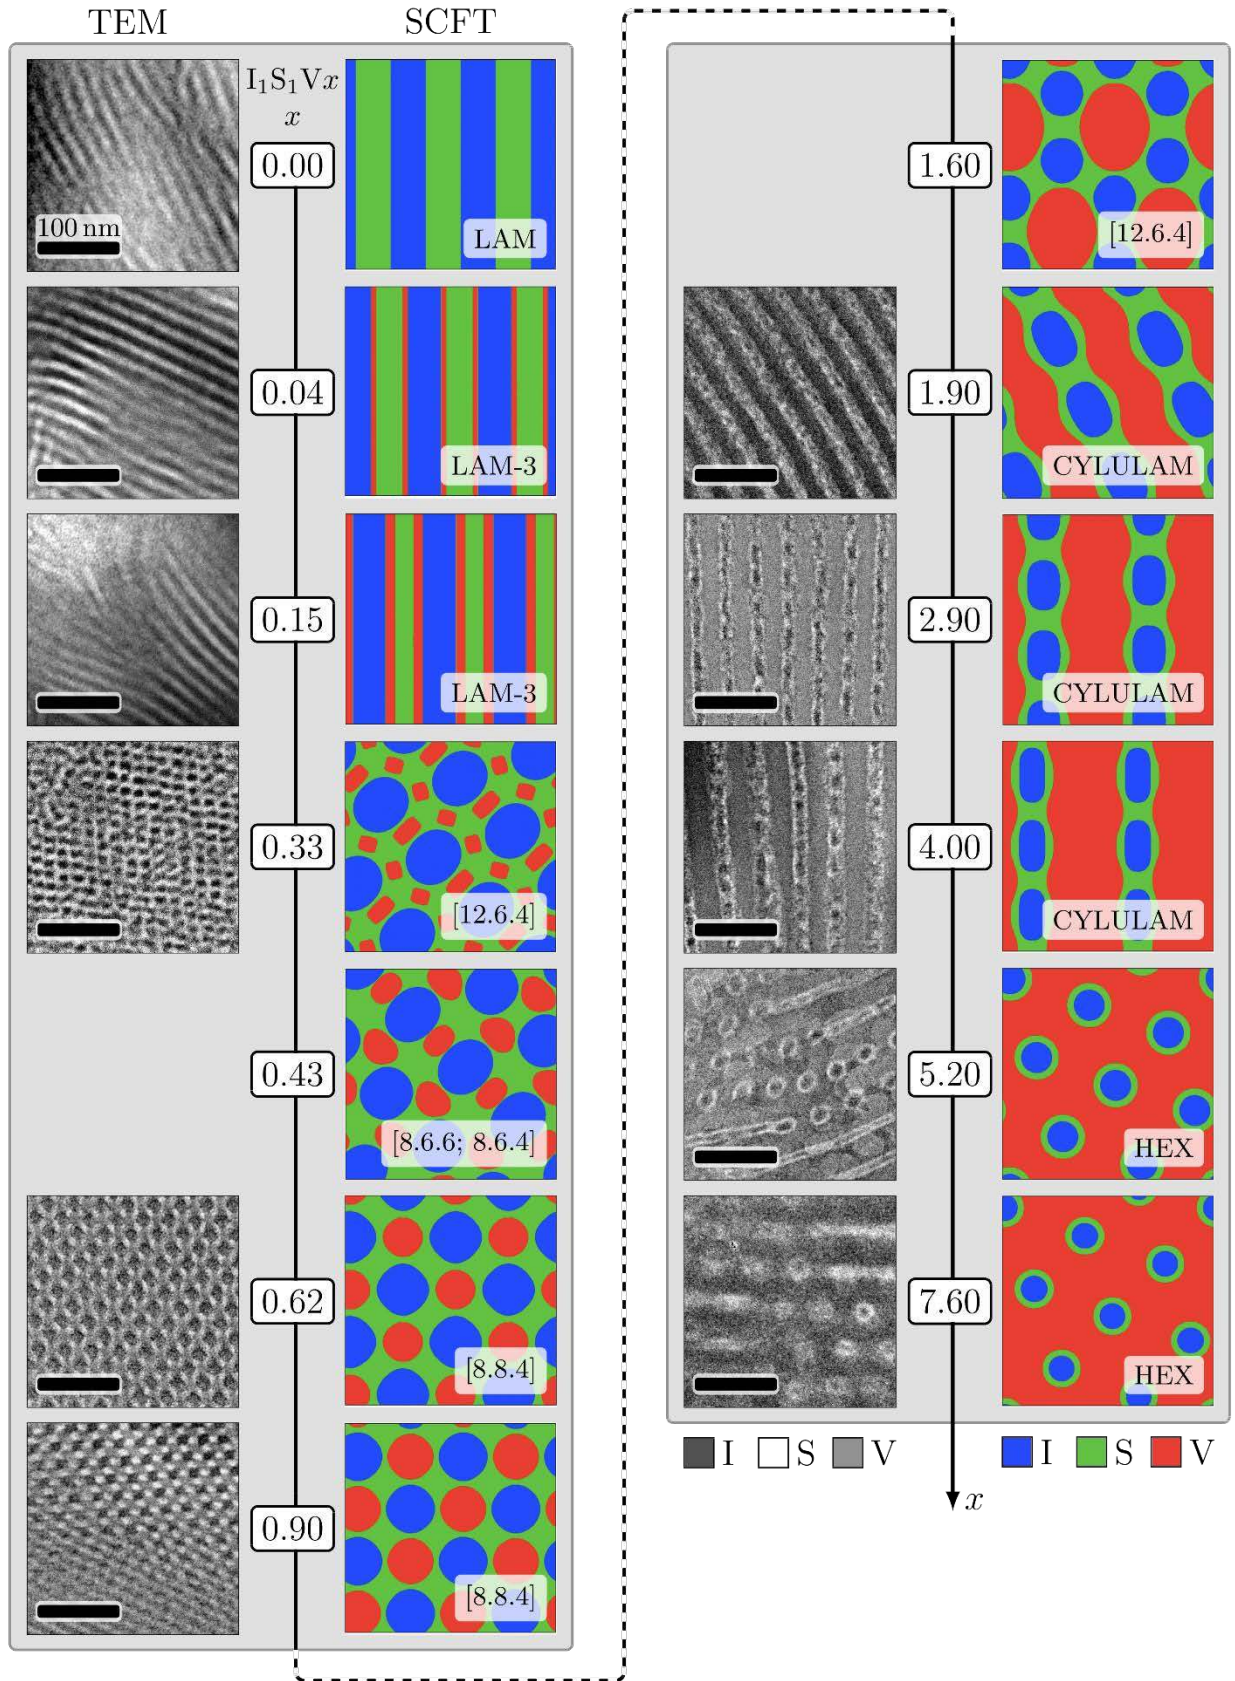 TEM
SCFT
I₁S₁Vx
x
100 nm
0.00
LAM
0.04
LAM-3
0.15
LAM-3
0.33
[12.6.4]
0.43
[8.6.6; 8.6.4]
0.62
[8.8.4]
0.90
[8.8.4]
1.60
[12.6.4]
1.90
CYLULAM
2.90
CYLULAM
4.00
CYLULAM
5.20
HEX
7.60
HEX
I S V
I S V
x